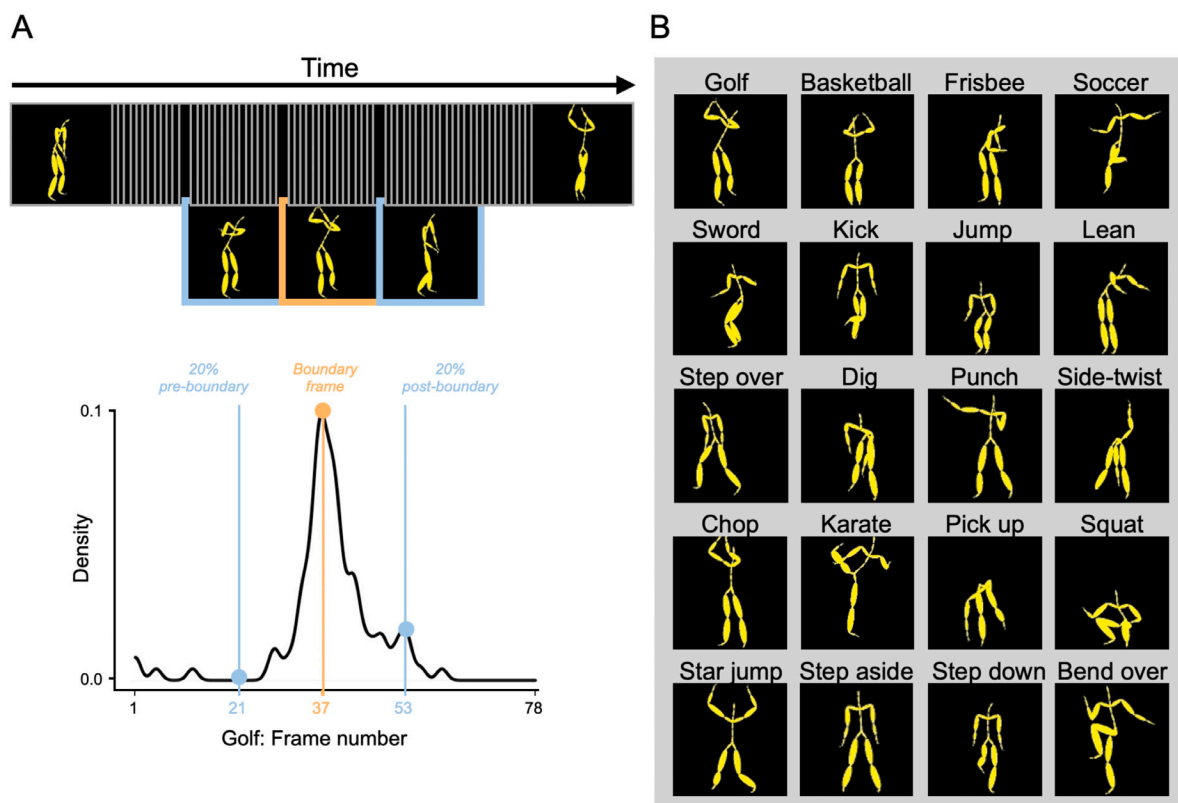 A
Time
20%
pre-boundary
Boundary
frame
20%
post-boundary
0.1
Density
0.0
1
21
37
53
78
Golf: Frame number
B
Golf Basketball Frisbee Soccer
Sword Kick Jump Lean
Step over Dig Punch Side-twist
Chop Karate Pick up Squat
Star jump Step aside Step down Bend over